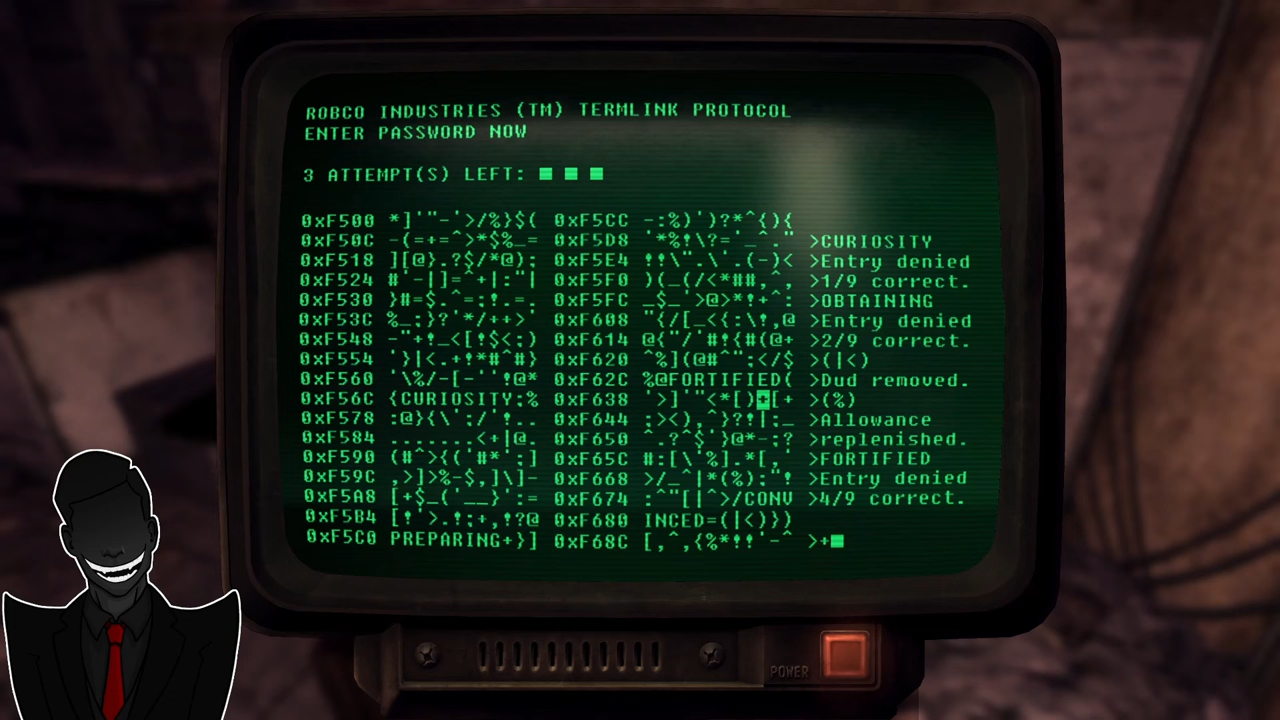 ROBCO INDUSTRIES (TM) TERMLINK PROTOCOL
ENTER PASSWORD NOW
3 ATTEMPT(S) LEFT: ■ ■ ■
0xF500 *]'"-'>/%}$( 0xF5CC -:%)')?*^{){
0xF50C -(=+=^>*$%_= 0xF5D8 '*%!\?='_^." >CURIOSITY
0xF518 ][@}.?$/*@); 0xF5E4 !!\".\'.(-)< >Entry denied
0xF524 #'-|]=^+|:"| 0xF5F0 )(_(/<*##,^, >1/9 correct.
0xF530 }#=$.^=;!.=. 0xF5FC _$_'>@>*!+^: >OBTAINING
0xF53C %_;}?'*/++>' 0xF608 "{/[_<{:\!,@ >Entry denied
0xF548 -"+!_<[!$<;) 0xF614 @{"/'#!{#(@+ >2/9 correct.
0xF554 '}|<.+!*#^#} 0xF620 ^%](@#^";</$ >(|<)
0xF560 '\%/-[-''!@* 0xF62C %@FORTIFIED( >Dud removed.
0xF56C {CURIOSITY;% 0xF638 '>]'"<*[)+[+ >(%)
0xF578 :@}{\':/'!.. 0xF644 ;><),^}?!|:_ >Allowance
0xF584 .......<+|@. 0xF650 ^.?^$'}@*-;? >replenished.
0xF590 (#^>{('#*';] 0xF65C #:[\'%].*[,' >FORTIFIED
0xF59C ,>]>%-$,]\]- 0xF668 >/_^|*(%):"! >Entry denied
0xF5A8 [+$_('__}':= 0xF674 :^"[|^>/CONV >4/9 correct.
0xF5B4 [!'>.!;+,!?@ 0xF680 INCED=(|<)})
0xF5C0 PREPARING+}] 0xF68C [,^,{%*!!'-^ >+■
POWER